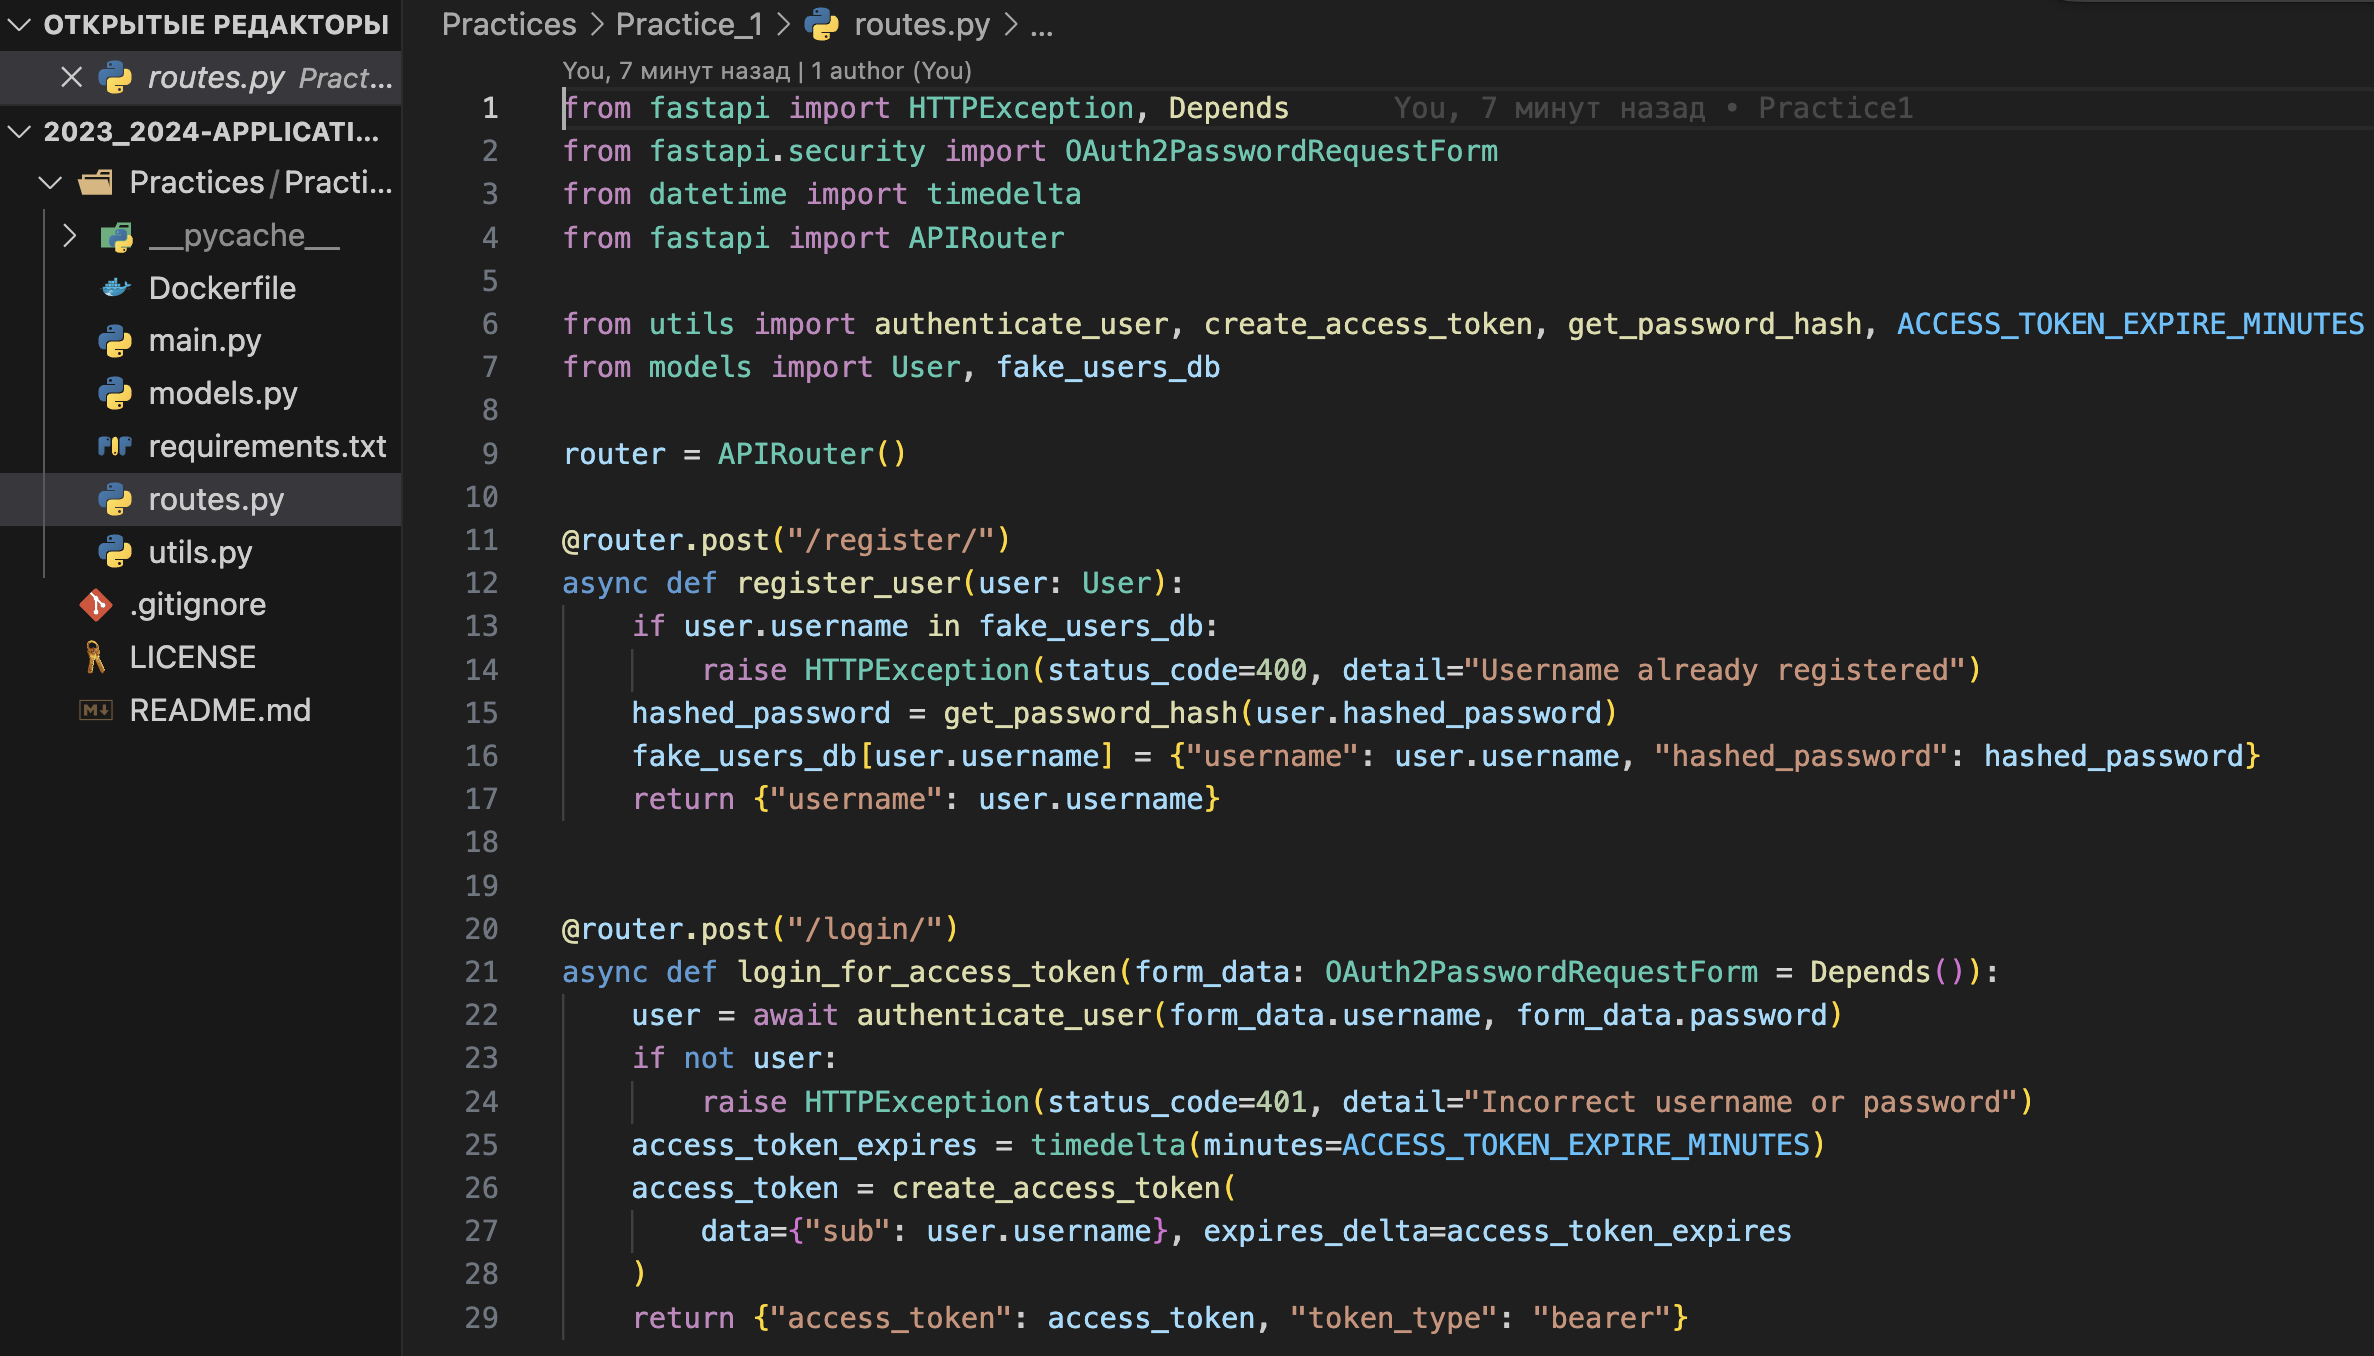 ОТКРЫТЫЕ РЕДАКТОРЫ
routes.py Pract...
2023_2024-APPLICATI...
Practices/Practi...
__pycache__
Dockerfile
main.py
models.py
requirements.txt
routes.py
utils.py
.gitignore
LICENSE
README.md
Practices > Practice_1 > routes.py > ...
You, 7 минут назад | 1 author (You)
1 from fastapi import HTTPException, Depends You, 7 минут назад • Practice1
2 from fastapi.security import OAuth2PasswordRequestForm
3 from datetime import timedelta
4 from fastapi import APIRouter
5
6 from utils import authenticate_user, create_access_token, get_password_hash, ACCESS_TOKEN_EXPIRE_MINUTES
7 from models import User, fake_users_db
8
9 router = APIRouter()
10
11 @router.post("/register/")
12 async def register_user(user: User):
13 if user.username in fake_users_db:
14 raise HTTPException(status_code=400, detail="Username already registered")
15 hashed_password = get_password_hash(user.hashed_password)
16 fake_users_db[user.username] = {"username": user.username, "hashed_password": hashed_password}
17 return {"username": user.username}
18
19
20 @router.post("/login/")
21 async def login_for_access_token(form_data: OAuth2PasswordRequestForm = Depends()):
22 user = await authenticate_user(form_data.username, form_data.password)
23 if not user:
24 raise HTTPException(status_code=401, detail="Incorrect username or password")
25 access_token_expires = timedelta(minutes=ACCESS_TOKEN_EXPIRE_MINUTES)
26 access_token = create_access_token(
27 data={"sub": user.username}, expires_delta=access_token_expires
28 )
29 return {"access_token": access_token, "token_type": "bearer"}